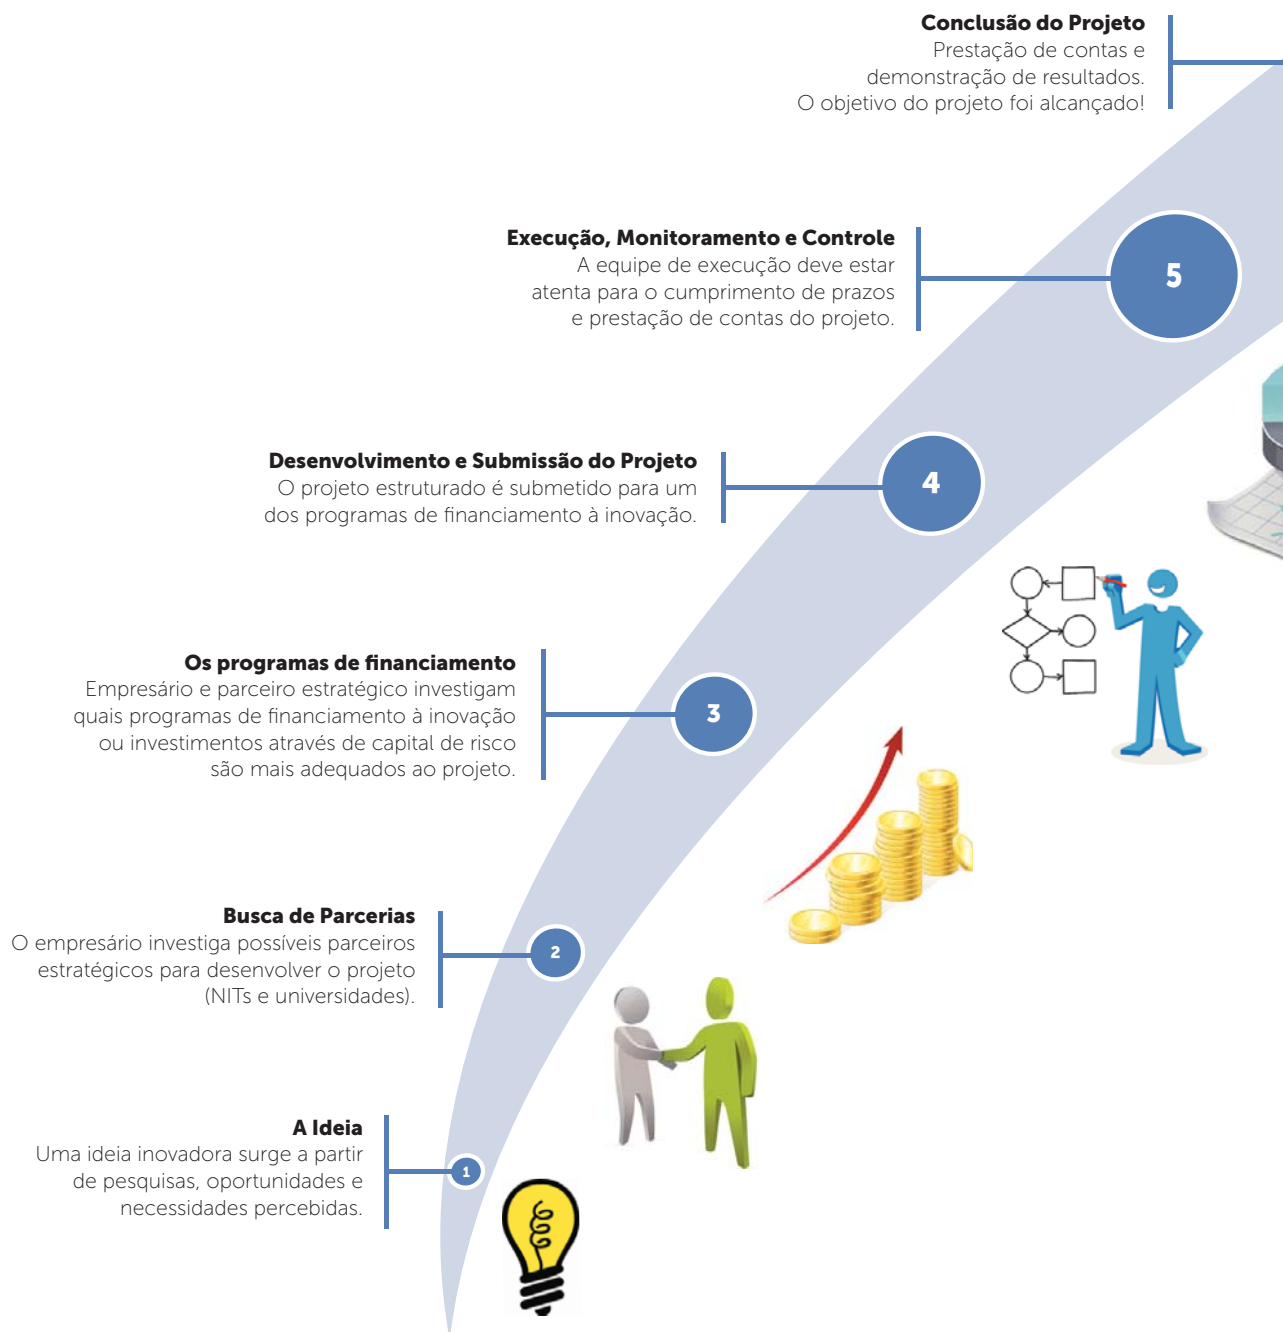 Conclusão do Projeto
Prestação de contas e
demonstração de resultados.
O objetivo do projeto foi alcançado!
Execução, Monitoramento e Controle
A equipe de execução deve estar
atenta para o cumprimento de prazos
e prestação de contas do projeto.
5
Desenvolvimento e Submissão do Projeto
O projeto estruturado é submetido para um
dos programas de financiamento à inovação.
4
Os programas de financiamento
Empresário e parceiro estratégico investigam
quais programas de financiamento à inovação
ou investimentos através de capital de risco
são mais adequados ao projeto.
3
Busca de Parcerias
O empresário investiga possíveis parceiros
estratégicos para desenvolver o projeto
(NITs e universidades).
2
A Ideia
Uma ideia inovadora surge a partir
de pesquisas, oportunidades e
necessidades percebidas.
1